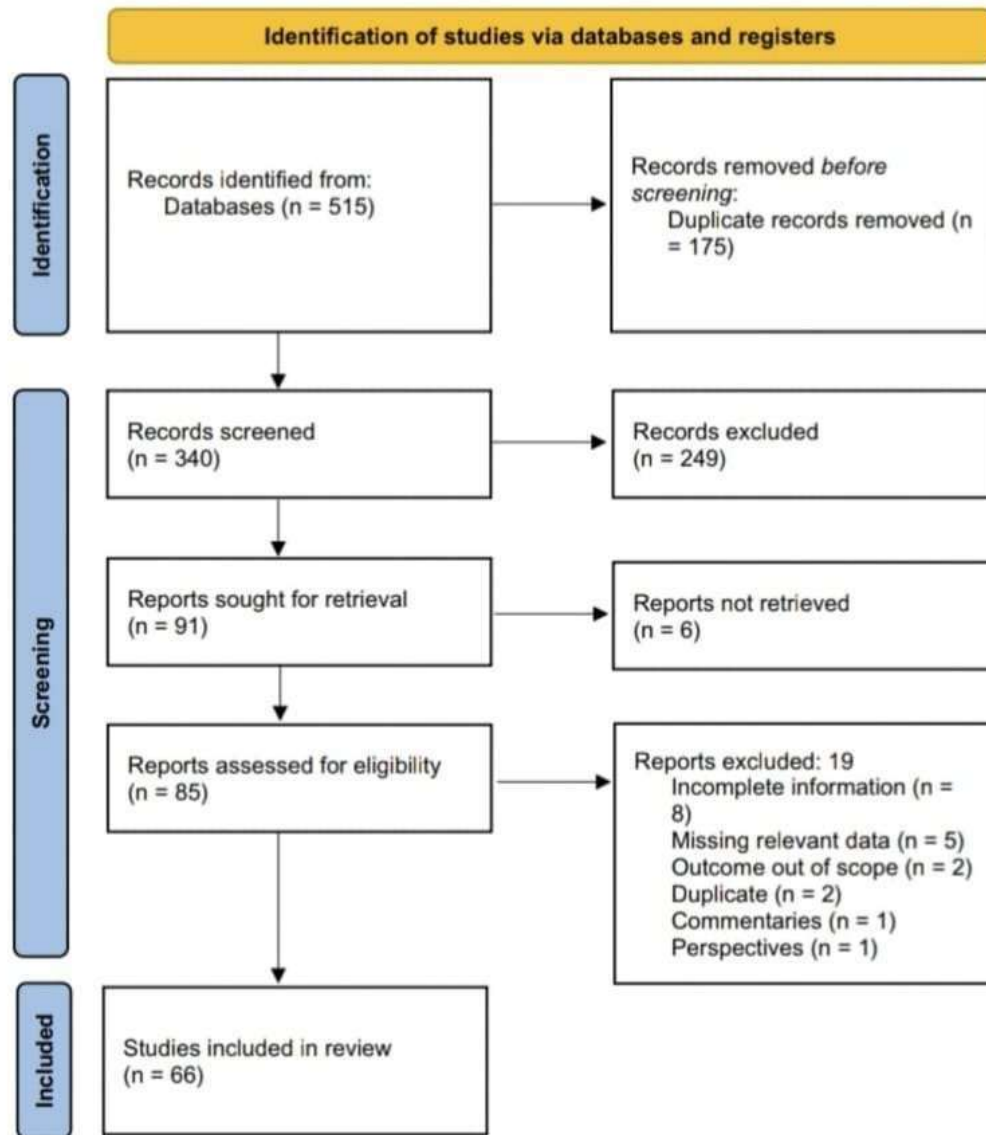 Identification of studies via databases and registers
Identification
Records identified from:
Databases (n = 515)
Records removed before
screening:
Duplicate records removed (n
= 175)
Screening
Records screened
(n = 340)
Records excluded
(n = 249)
Reports sought for retrieval
(n = 91)
Reports not retrieved
(n = 6)
Reports assessed for eligibility
(n = 85)
Reports excluded: 19
Incomplete information (n =
8)
Missing relevant data (n = 5)
Outcome out of scope (n = 2)
Duplicate (n = 2)
Commentaries (n = 1)
Perspectives (n = 1)
Included
Studies included in review
(n = 66)